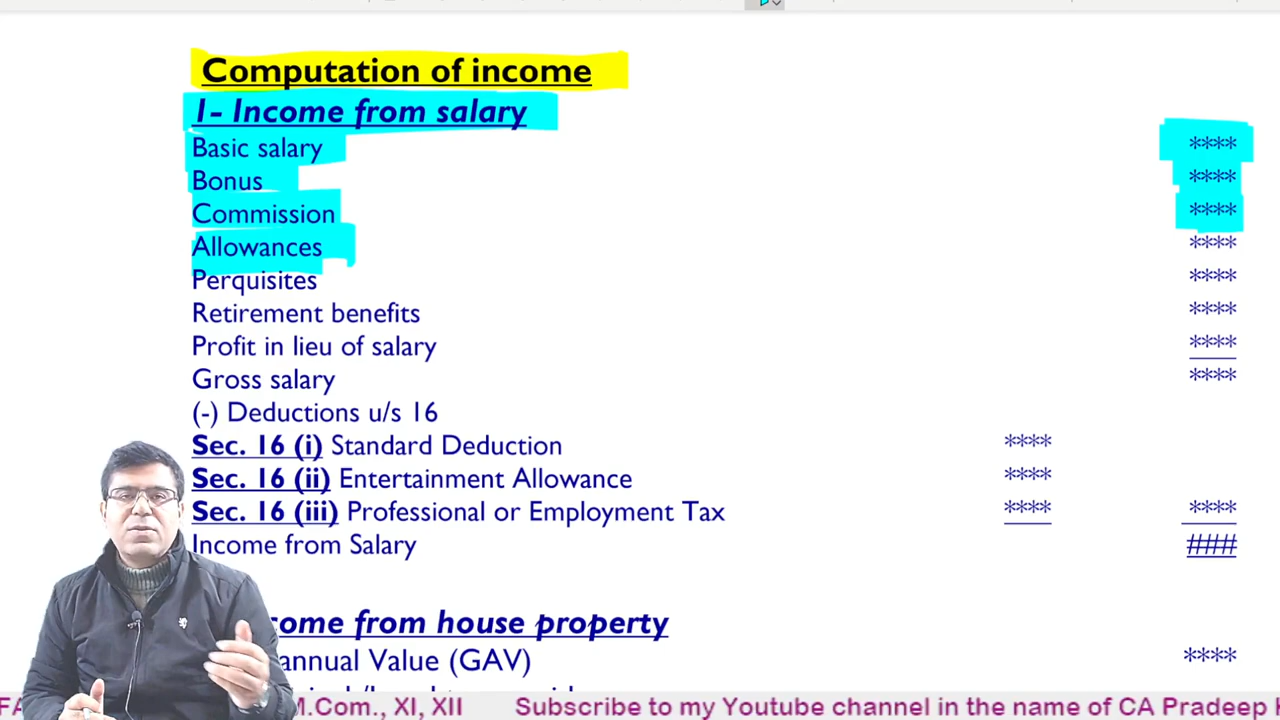 Computation of income
1- Income from salary
Basic salary ****
Bonus ****
Commission ****
Allowances ****
Perquisites ****
Retirement benefits ****
Profit in lieu of salary ****
Gross salary ****
(-) Deductions u/s 16
Sec. 16 (i) Standard Deduction ****
Sec. 16 (ii) Entertainment Allowance ****
Sec. 16 (iii) Professional or Employment Tax **** ****
Income from Salary ###
come from house property
annual Value (GAV) ****
M.Com., XI, XII Subscribe to my Youtube channel in the name of CA Pradeep